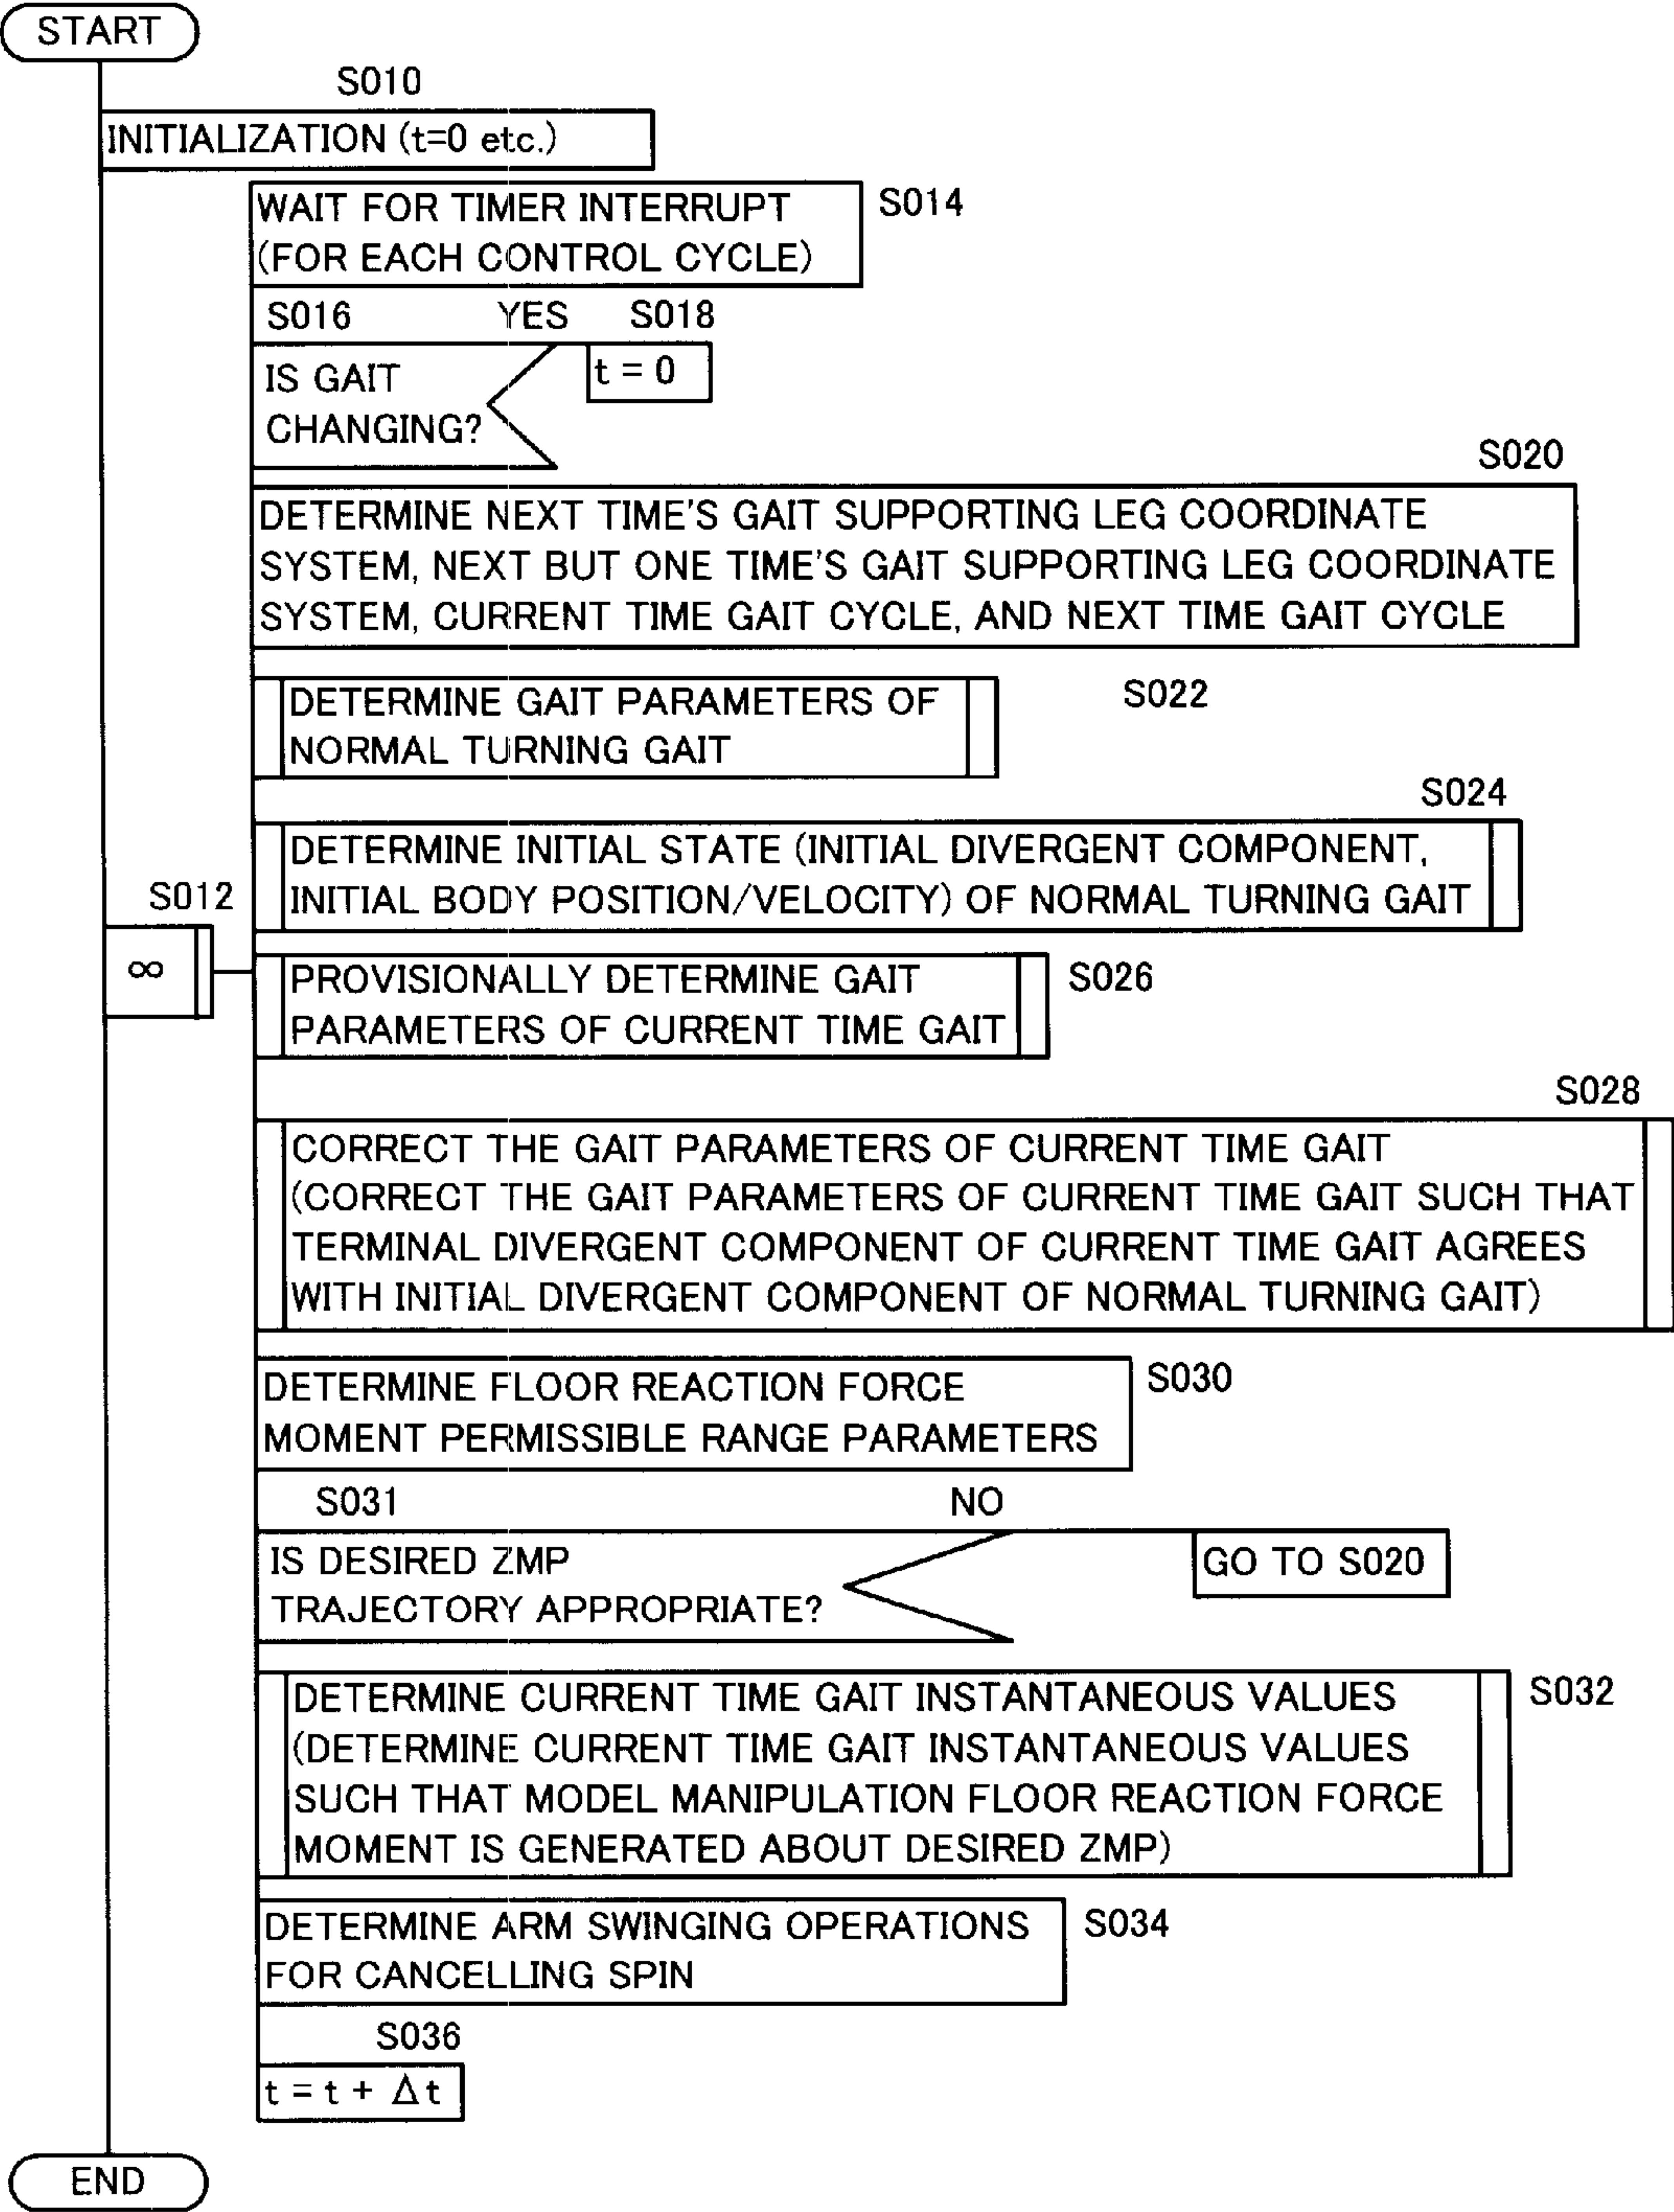 START
S010
INITIALIZATION (t=0 etc.)
WAIT FOR TIMER INTERRUPT
(FOR EACH CONTROL CYCLE)
S014
S016
YES
S018
IS GAIT
CHANGING?
t = 0
S020
DETERMINE NEXT TIME'S GAIT SUPPORTING LEG COORDINATE
SYSTEM, NEXT BUT ONE TIME'S GAIT SUPPORTING LEG COORDINATE
SYSTEM, CURRENT TIME GAIT CYCLE, AND NEXT TIME GAIT CYCLE
DETERMINE GAIT PARAMETERS OF
NORMAL TURNING GAIT
S022
S024
DETERMINE INITIAL STATE (INITIAL DIVERGENT COMPONENT,
INITIAL BODY POSITION/VELOCITY) OF NORMAL TURNING GAIT
S012
∞
PROVISIONALLY DETERMINE GAIT
PARAMETERS OF CURRENT TIME GAIT
S026
S028
CORRECT THE GAIT PARAMETERS OF CURRENT TIME GAIT
(CORRECT THE GAIT PARAMETERS OF CURRENT TIME GAIT SUCH THAT
TERMINAL DIVERGENT COMPONENT OF CURRENT TIME GAIT AGREES
WITH INITIAL DIVERGENT COMPONENT OF NORMAL TURNING GAIT)
DETERMINE FLOOR REACTION FORCE
MOMENT PERMISSIBLE RANGE PARAMETERS
S030
S031
NO
IS DESIRED ZMP
TRAJECTORY APPROPRIATE?
GO TO S020
DETERMINE CURRENT TIME GAIT INSTANTANEOUS VALUES
(DETERMINE CURRENT TIME GAIT INSTANTANEOUS VALUES
SUCH THAT MODEL MANIPULATION FLOOR REACTION FORCE
MOMENT IS GENERATED ABOUT DESIRED ZMP)
S032
DETERMINE ARM SWINGING OPERATIONS
FOR CANCELLING SPIN
S034
S036
t = t + Δt
END